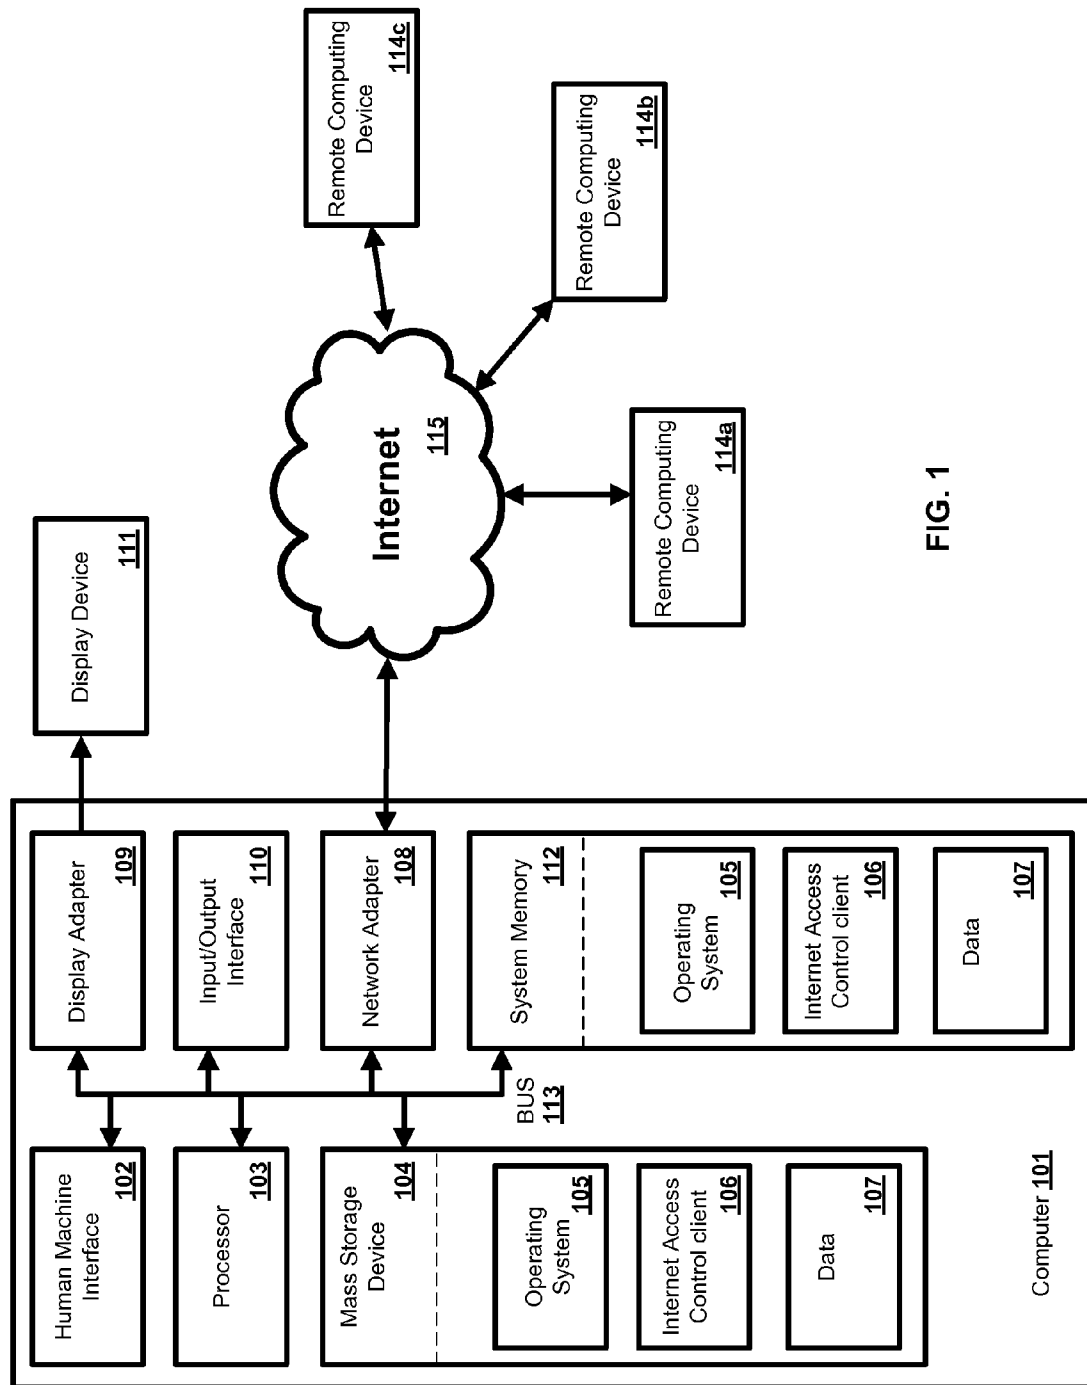 Human Machine
Interface
102
Processor
103
Mass Storage
Device
104
Operating
System
105
Internet Access
Control client
106
Data
107
Computer 101
BUS
113
Display Adapter
109
Input/Output
Interface
110
Network Adapter
108
System Memory
112
Operating
System
105
Internet Access
Control client
106
Data
107
Display Device
111
Internet
115
Remote Computing
Device
114a
Remote Computing
Device
114b
Remote Computing
Device
114c
FIG. 1